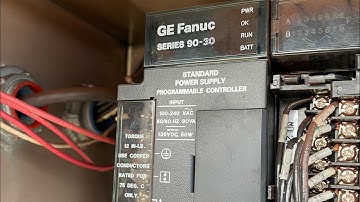 GE Fanuc
SERIES 90-30
PWR
OK
RUN
BATT
A12345678
STANDARD
POWER SUPPLY
PROGRAMMABLE CONTROLLER
INPUT
100-240 VAC
50/60 HZ 90VA
125VDC, 50W
TORQUE
12 IN-LB.
USE COPPER
CONDUCTORS
RATED FOR
75 DEG. C
ONLY.